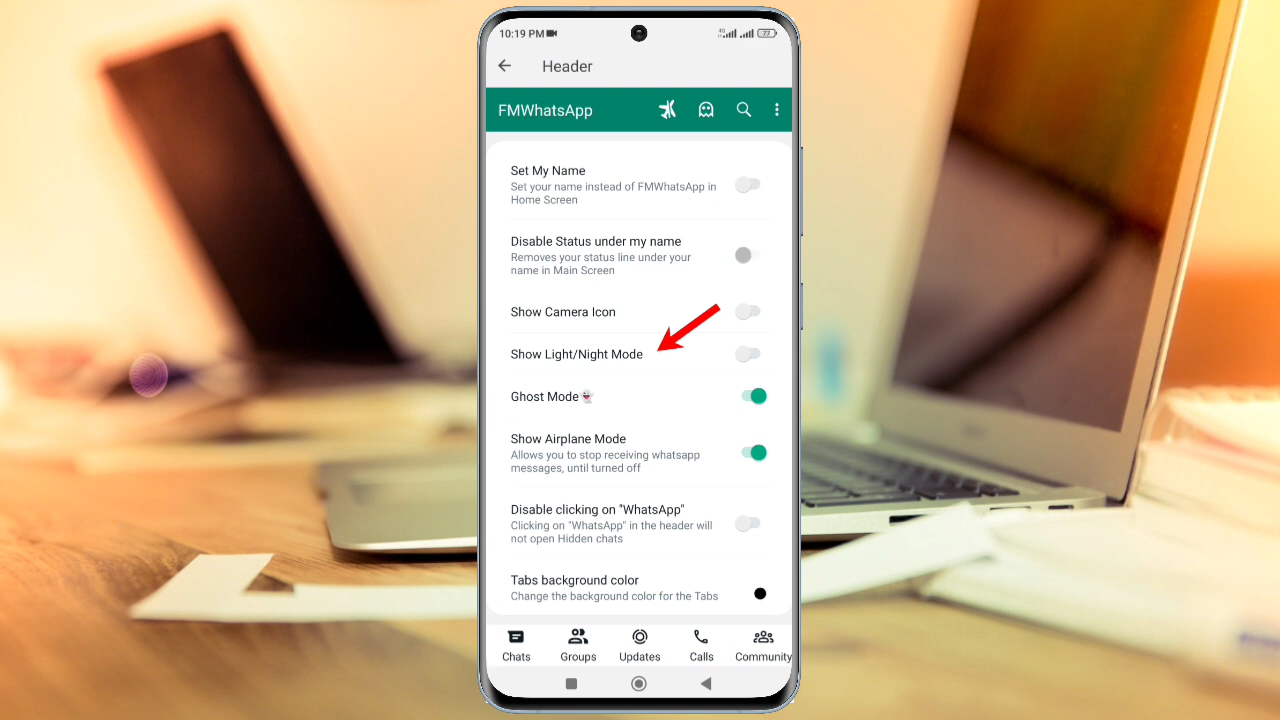 10:19 PM
4G
77
Header
FMWhatsApp
Set My Name
Set your name instead of FMWhatsApp in
Home Screen
Disable Status under my name
Removes your status line under your
name in Main Screen
Show Camera Icon
Show Light/Night Mode
Ghost Mode👻
Show Airplane Mode
Allows you to stop receiving whatsapp
messages, until turned off
Disable clicking on "WhatsApp"
Clicking on "WhatsApp" in the header will
not open Hidden chats
Tabs background color
Change the background color for the Tabs
Chats Groups Updates Calls Community